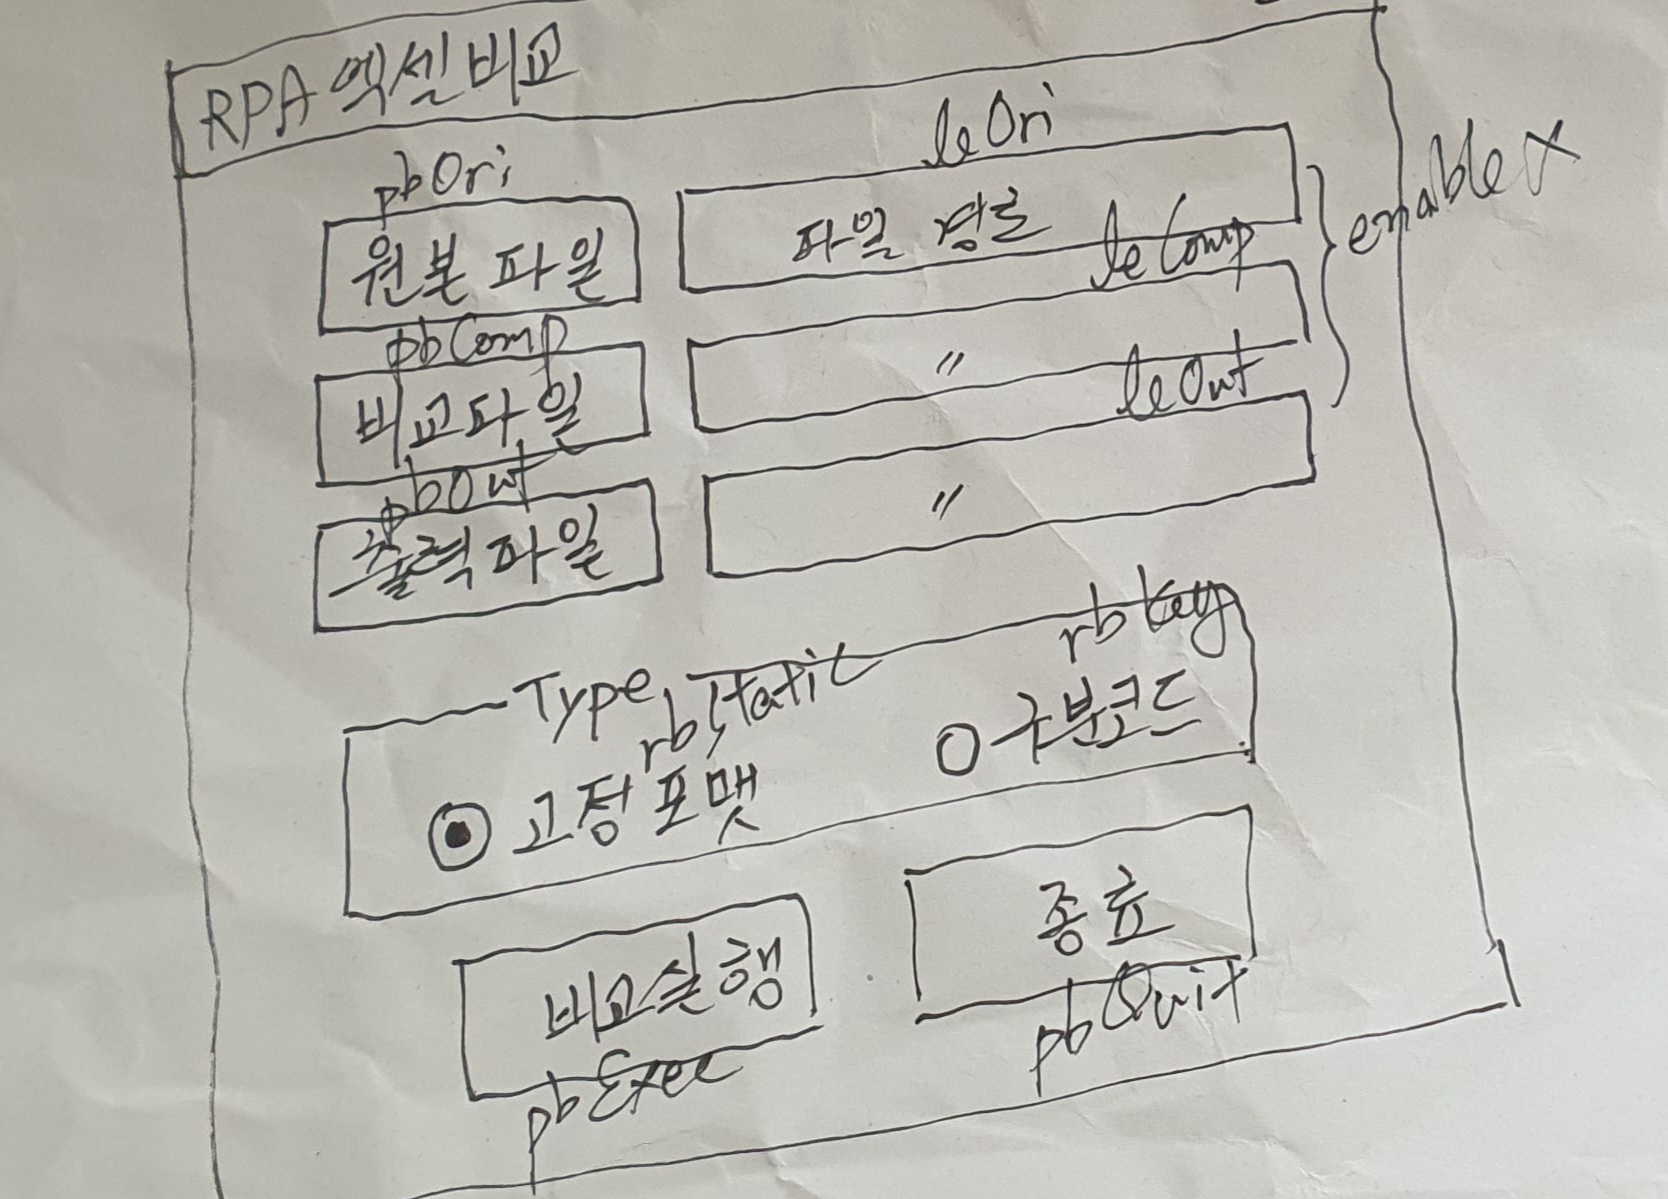 RPA 엑셀비교
pbOri
leOri
원본 파일
파일 경로
enable X
pbComp
leComp
비교파일
〃
pbOut
leOut
출력파일
〃
Type
rbStatic
rbKey
고정포맷
구분코드
비교실행
종료
pbExec
pbQuit